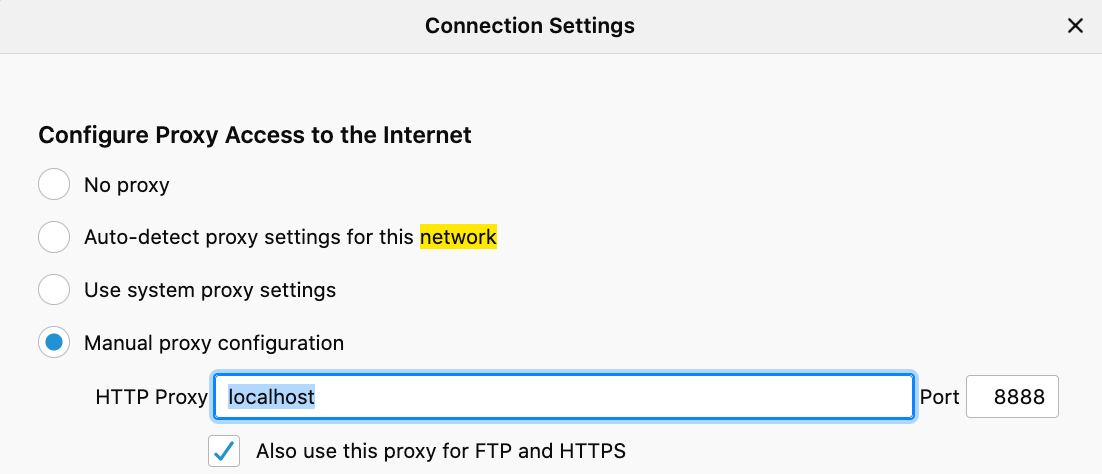 Connection Settings
Configure Proxy Access to the Internet
No proxy
Auto-detect proxy settings for this network
Use system proxy settings
Manual proxy configuration
HTTP Proxy localhost Port 8888
Also use this proxy for FTP and HTTPS